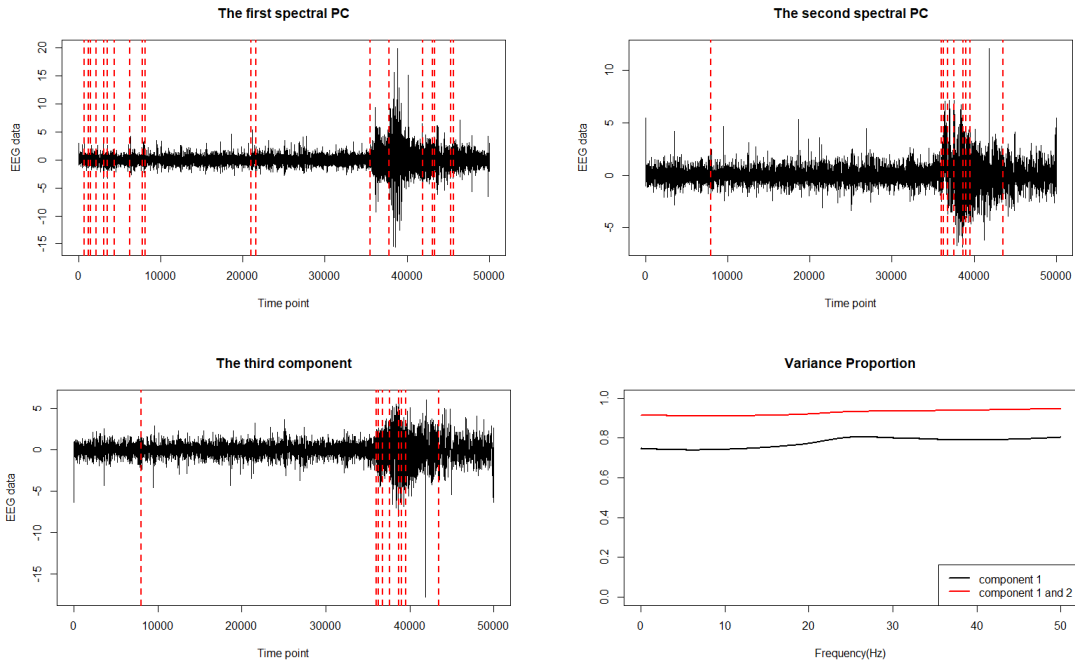 The first spectral PC
EEG data
20
15
10
5
0
-5
-10
-15
0 10000 20000 30000 40000 50000
Time point
The second spectral PC
EEG data
10
5
0
-5
0 10000 20000 30000 40000 50000
Time point
The third component
EEG data
5
0
-5
-10
-15
0 10000 20000 30000 40000 50000
Time point
Variance Proportion
1.0
0.8
0.6
0.4
0.2
0.0
component 1
component 1 and 2
0 10 20 30 40 50
Frequency(Hz)